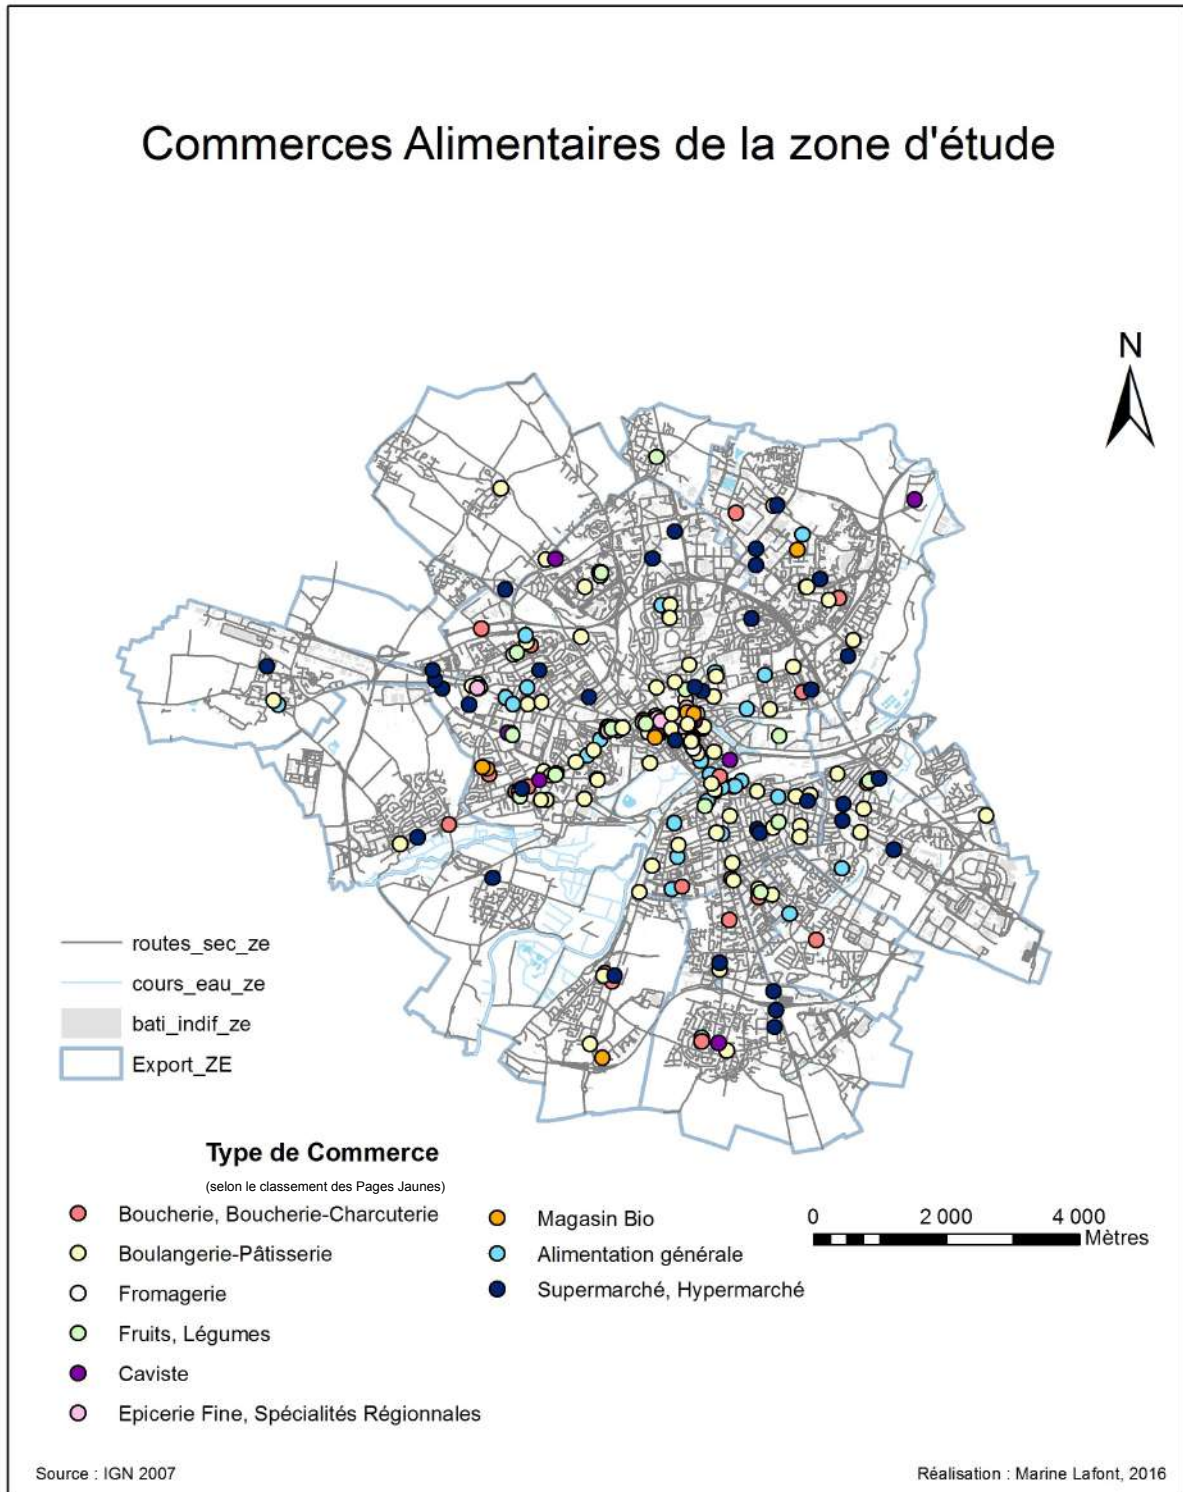 Commerces Alimentaires de la zone d'étude
N
routes_sec_ze
cours_eau_ze
bati_indif_ze
Export_ZE
Type de Commerce
(selon le classement des Pages Jaunes)
Boucherie, Boucherie-Charcuterie
Boulangerie-Pâtisserie
Fromagerie
Fruits, Légumes
Caviste
Epicerie Fine, Spécialités Régionnales
Magasin Bio
Alimentation générale
Supermarché, Hypermarché
0 2 000 4 000
Mètres
Source : IGN 2007
Réalisation : Marine Lafont, 2016